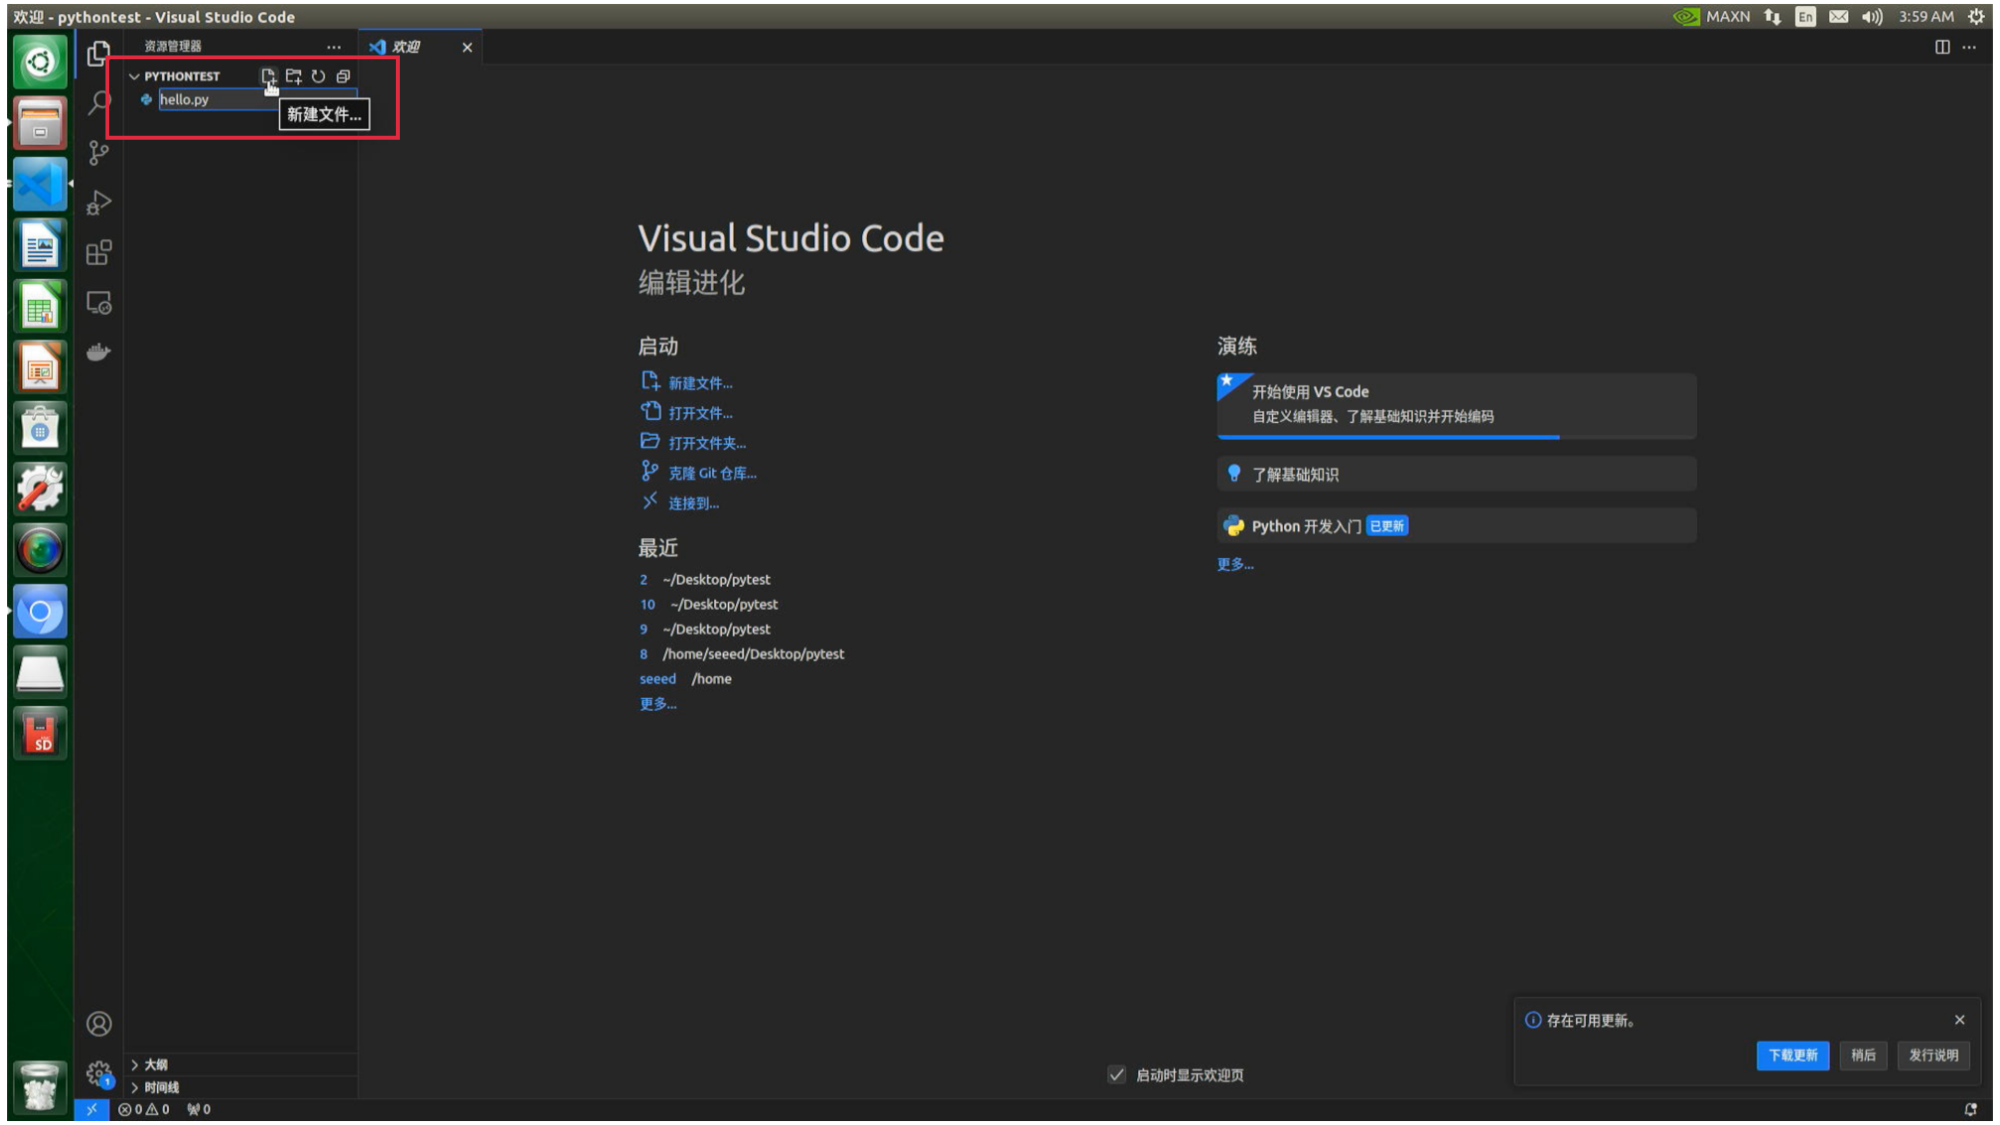 欢迎 - pythontest - Visual Studio Code
MAXN
En
3:59 AM
资源管理器
欢迎
PYTHONTEST
hello.py
新建文件...
Visual Studio Code
编辑进化
启动
新建文件...
打开文件...
打开文件夹...
克隆 Git 仓库...
连接到...
最近
2 ~/Desktop/pytest
10 ~/Desktop/pytest
9 ~/Desktop/pytest
8 /home/seeed/Desktop/pytest
seeed /home
更多...
演练
开始使用 VS Code
自定义编辑器、了解基础知识并开始编码
了解基础知识
Python 开发入门 已更新
更多...
SD
存在可用更新。
下载更新 稍后 发行说明
大纲
时间线
1
启动时显示欢迎页
0 0 0